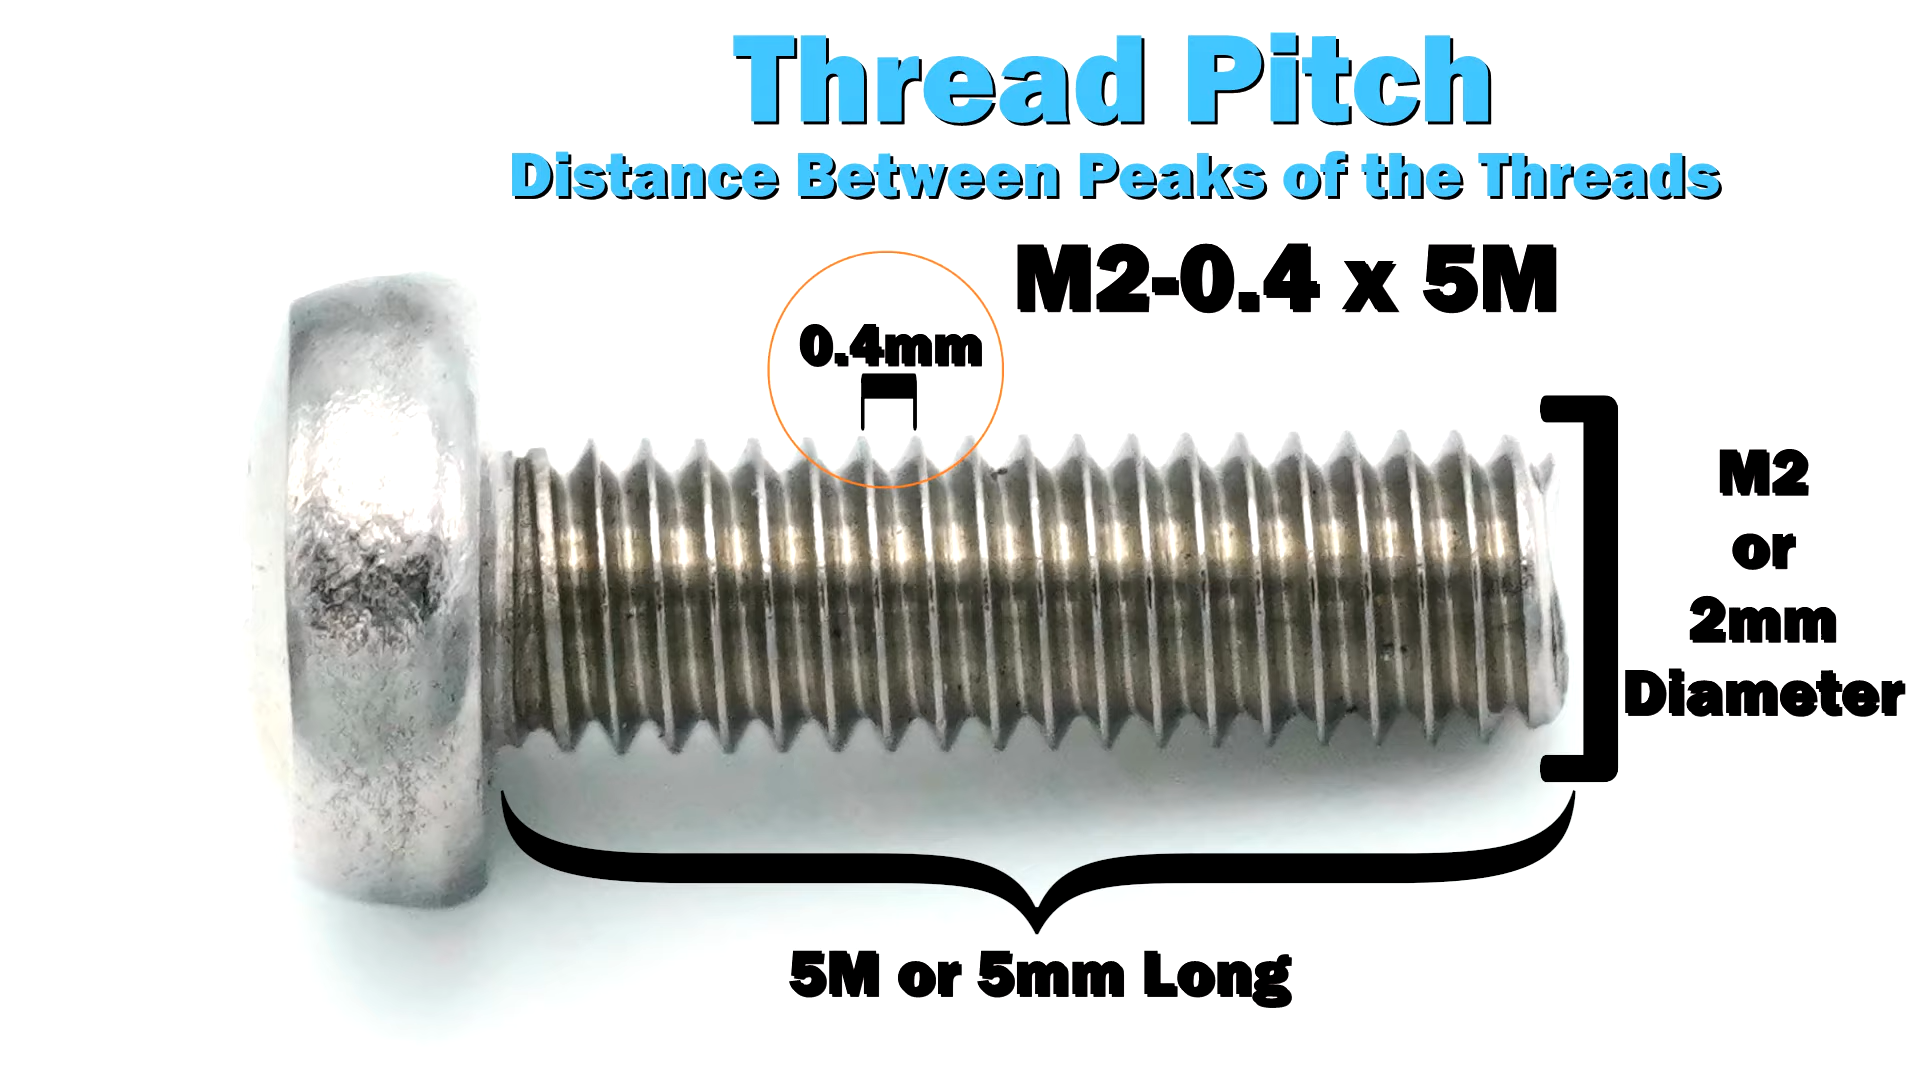 Thread Pitch
Distance Between Peaks of the Threads
M2-0.4 x 5M
0.4mm
M2
or
2mm
Diameter
5M or 5mm Long